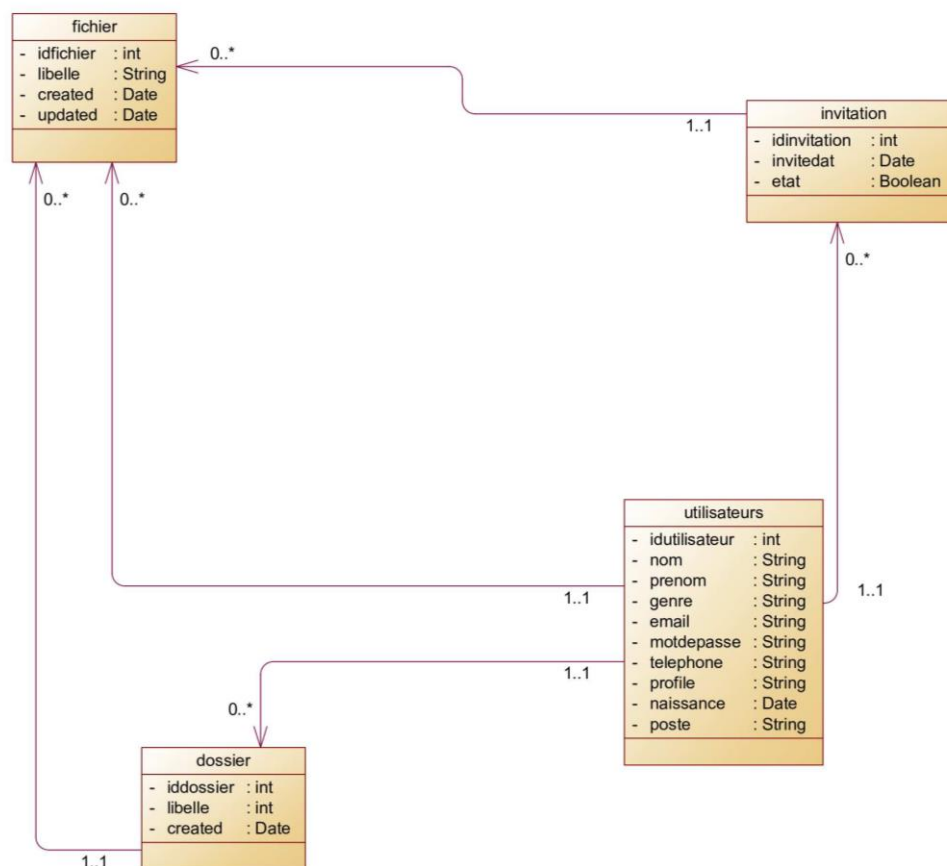 fichier
- idfichier : int
- libelle : String
- created : Date
- updated : Date
0..*
1..1
0..*
0..*
invitation
- idinvitation : int
- invitedat : Date
- etat : Boolean
0..*
utilisateurs
- idutilisateur : int
- nom : String
- prenom : String
- genre : String
- email : String
- motdepasse : String
- telephone : String
- profile : String
- naissance : Date
- poste : String
1..1
1..1
1..1
0..*
dossier
- iddossier : int
- libelle : int
- created : Date
1..1